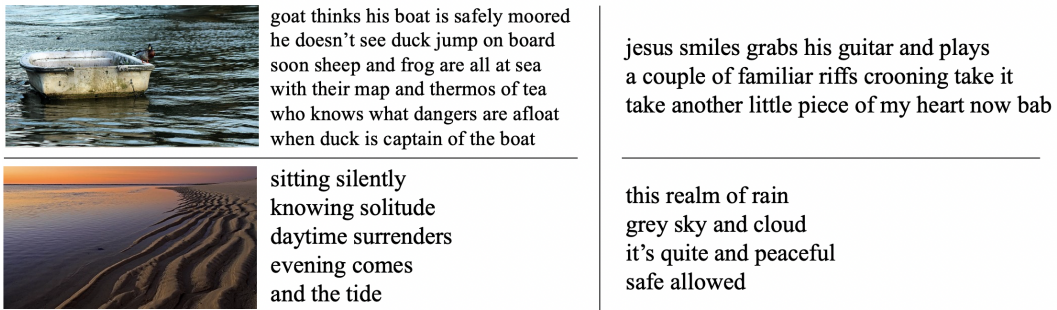 goat thinks his boat is safely moored
he doesn’t see duck jump on board
soon sheep and frog are all at sea
with their map and thermos of tea
who knows what dangers are afloat
when duck is captain of the boat
sitting silently
knowing solitude
daytime surrenders
evening comes
and the tide
jesus smiles grabs his guitar and plays
a couple of familiar riffs crooning take it
take another little piece of my heart now bab
this realm of rain
grey sky and cloud
it’s quite and peaceful
safe allowed